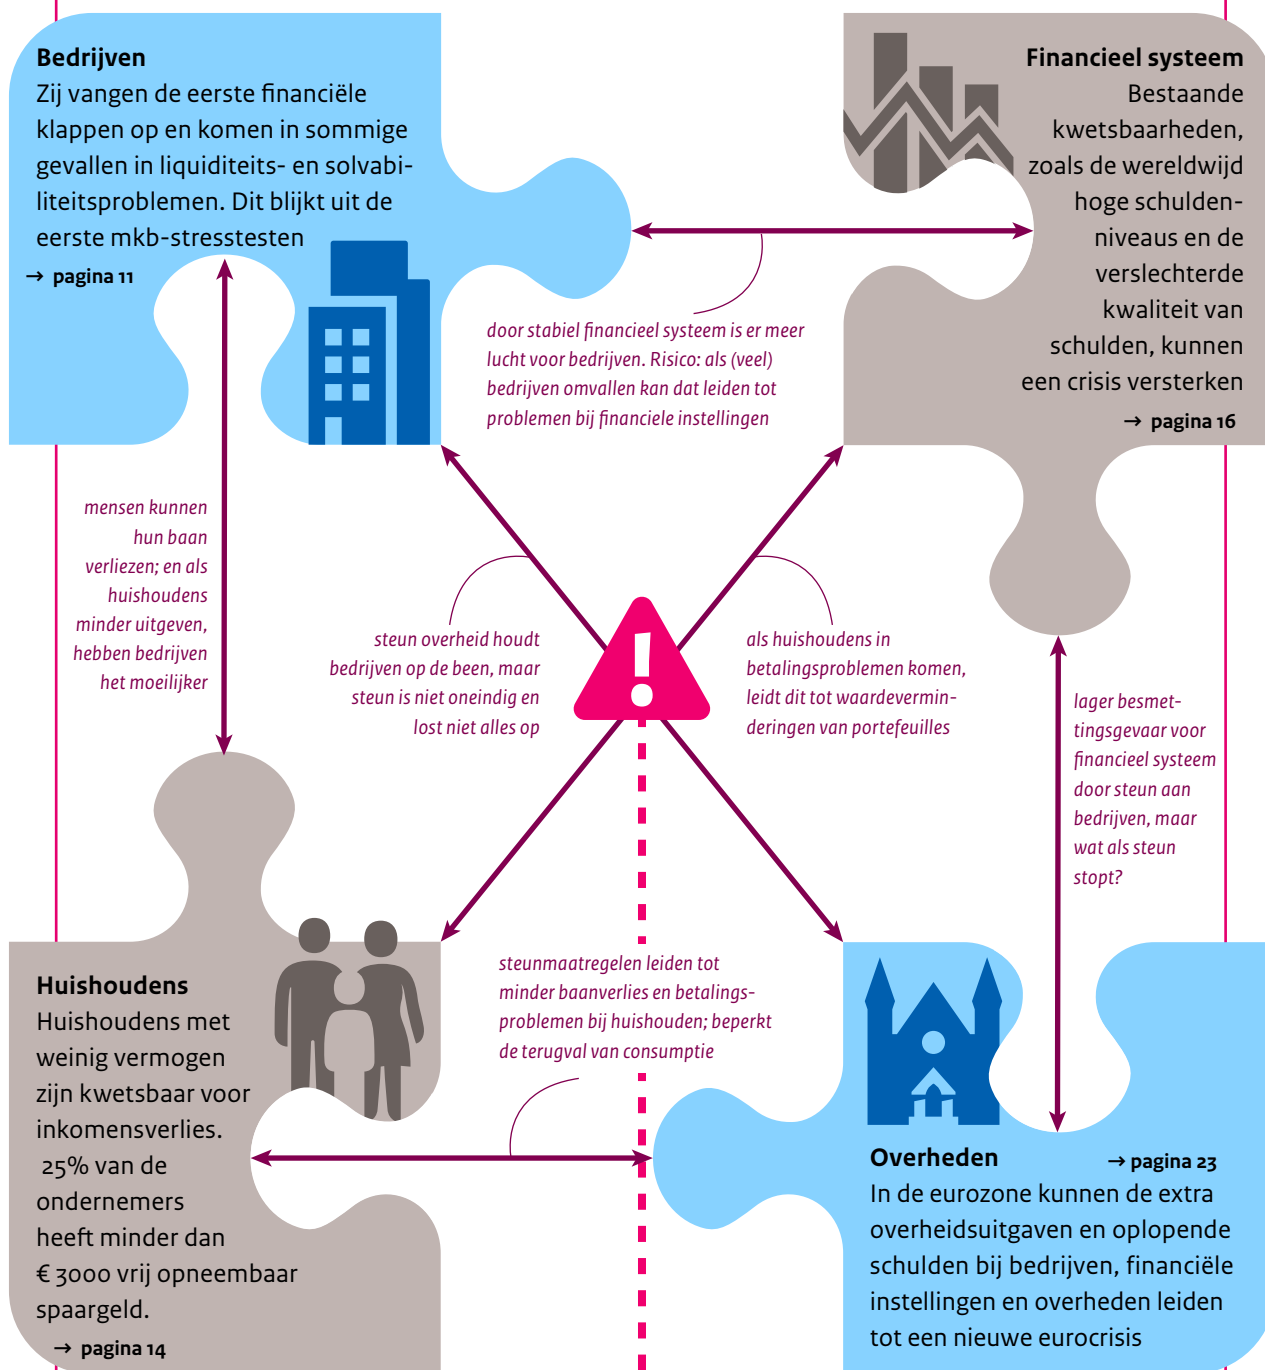 Bedrijven
Zij vangen de eerste financiële
klappen op en komen in sommige
gevallen in liquiditeits- en solvabi-
liteitsproblemen. Dit blijkt uit de
eerste mkb-stresstesten
→ pagina 11
Financieel systeem
Bestaande
kwetsbaarheden,
zoals de wereldwijd
hoge schulden-
niveaus en de
verslechterde
kwaliteit van
schulden, kunnen
een crisis versterken
→ pagina 16
door stabiel financieel systeem is er meer
lucht voor bedrijven. Risico: als (veel)
bedrijven omvallen kan dat leiden tot
problemen bij financiele instellingen
mensen kunnen
hun baan
verliezen; en als
huishoudens
minder uitgeven,
hebben bedrijven
het moeilijker
steun overheid houdt
bedrijven op de been, maar
steun is niet oneindig en
lost niet alles op
!
als huishoudens in
betalingsproblemen komen,
leidt dit tot waardevermin-
deringen van portefeuilles
lager besmet-
tingsgevaar voor
financieel systeem
door steun aan
bedrijven, maar
wat als steun
stopt?
steunmaatregelen leiden tot
minder baanverlies en betalings-
problemen bij huishouden; beperkt
de terugval van consumptie
Huishoudens
Huishoudens met
weinig vermogen
zijn kwetsbaar voor
inkomensverlies.
25% van de
ondernemers
heeft minder dan
€ 3000 vrij opneembaar
spaargeld.
→ pagina 14
Overheden → pagina 23
In de eurozone kunnen de extra
overheidsuitgaven en oplopende
schulden bij bedrijven, financiële
instellingen en overheden leiden
tot een nieuwe eurocrisis